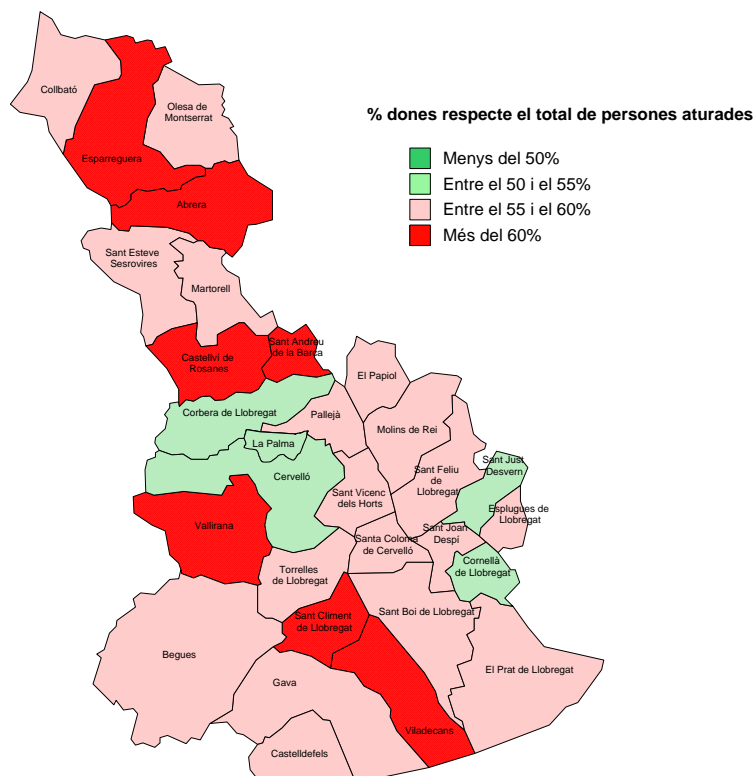 % dones respecte el total de persones aturades
Menys del 50%
Entre el 50 i el 55%
Entre el 55 i el 60%
Més del 60%
Collbató
Olesa de
Montserrat
Esparreguera
Abrera
Sant Esteve
Sesrovires
Martorell
Castellví de
Rosanes
Sant Andreu
de la Barca
El Papiol
Corbera de Llobregat
Pallejà
Molins de Rei
La Palma
Cervelló
Sant Vicenc
dels Horts
Sant Feliu
de
Llobregat
Sant Just
Desvern
Esplugues de
Llobregat
Vallirana
Santa Coloma
de Cervelló
Sant Joan
Despí
Cornellà
de Llobregat
Torrelles
de Llobregat
Sant Climent
de Llobregat
Sant Boi de Llobregat
Begues
El Prat de Llobregat
Gava
Viladecans
Castelldefels